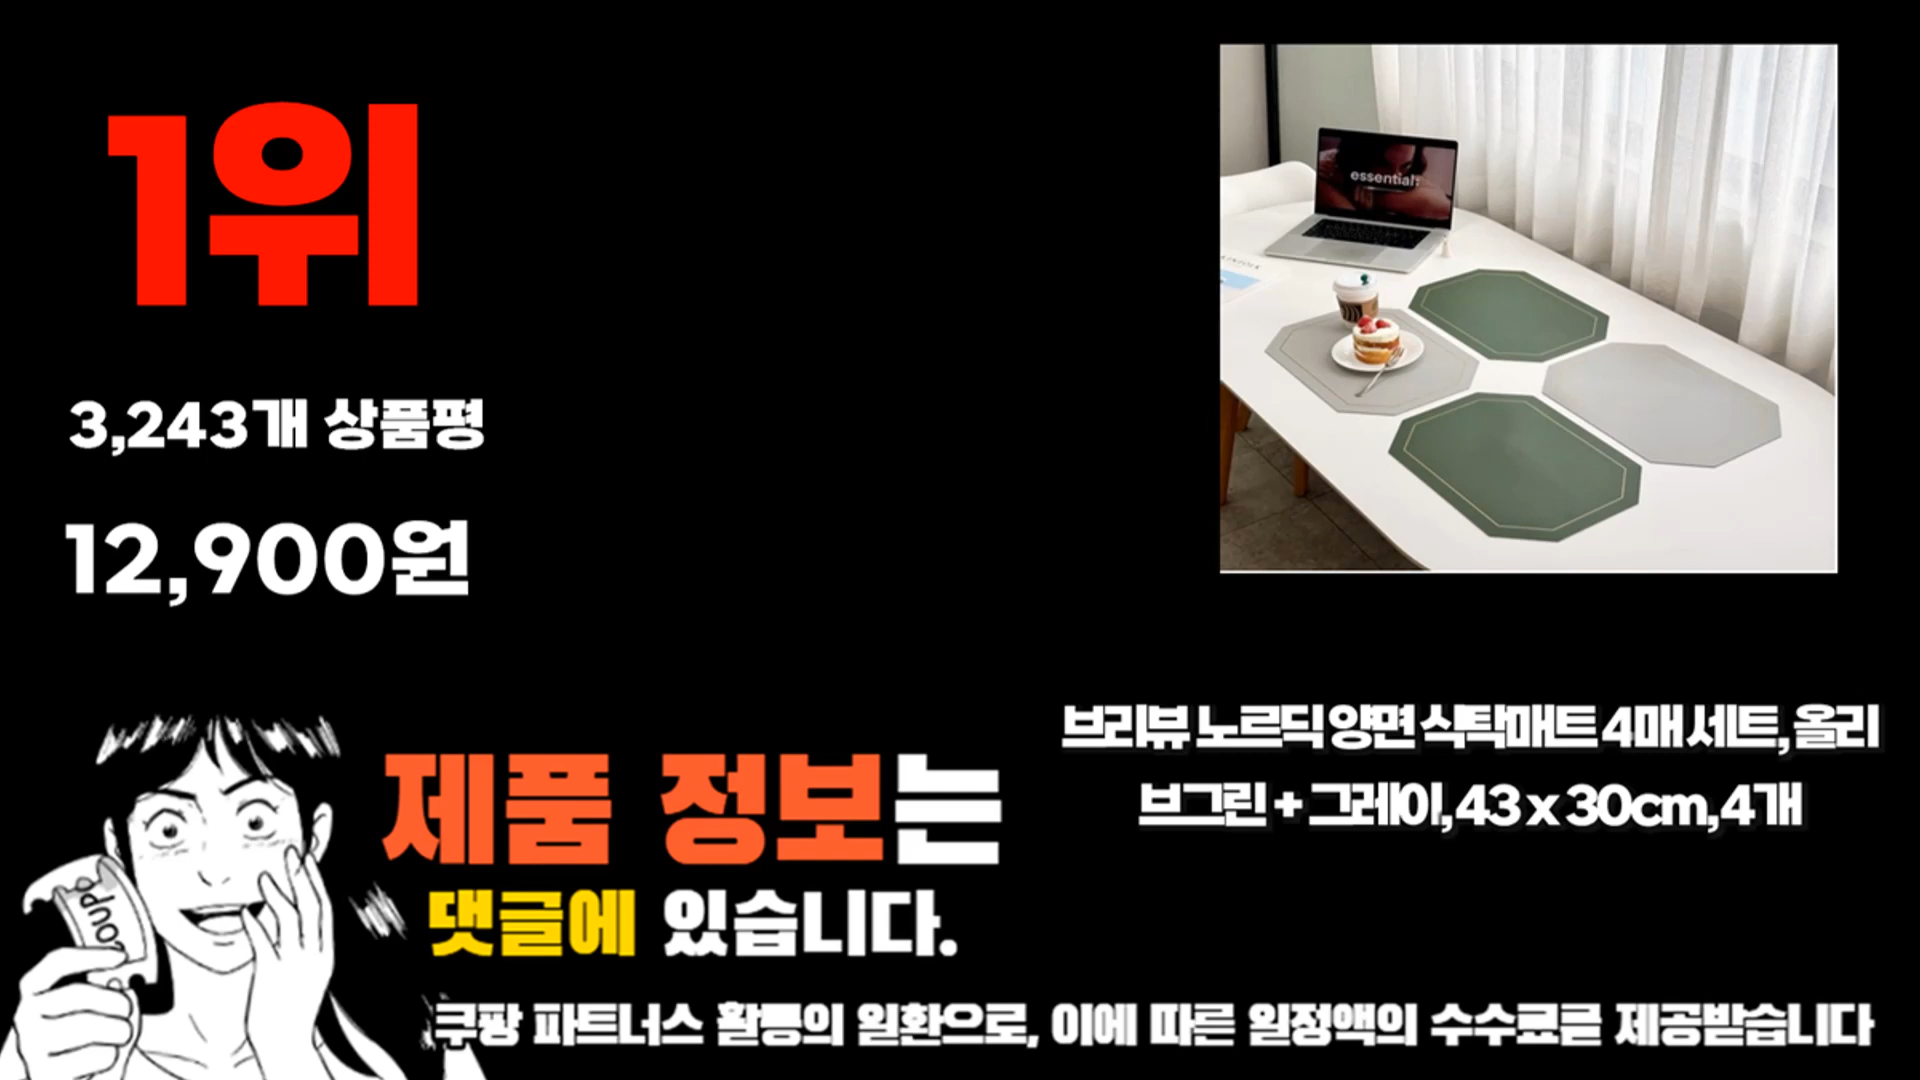 1위
3,243개 상품평
12,900원
essential;
KINFOLK
브리뷰 노르딕 양면 식탁매트 4매 세트, 올리
브그린 + 그레이, 43 x 30cm, 4개
제품 정보는
댓글에 있습니다.
COUPO
쿠팡 파트너스 활동의 일환으로, 이에 따른 일정액의 수수료를 제공받습니다